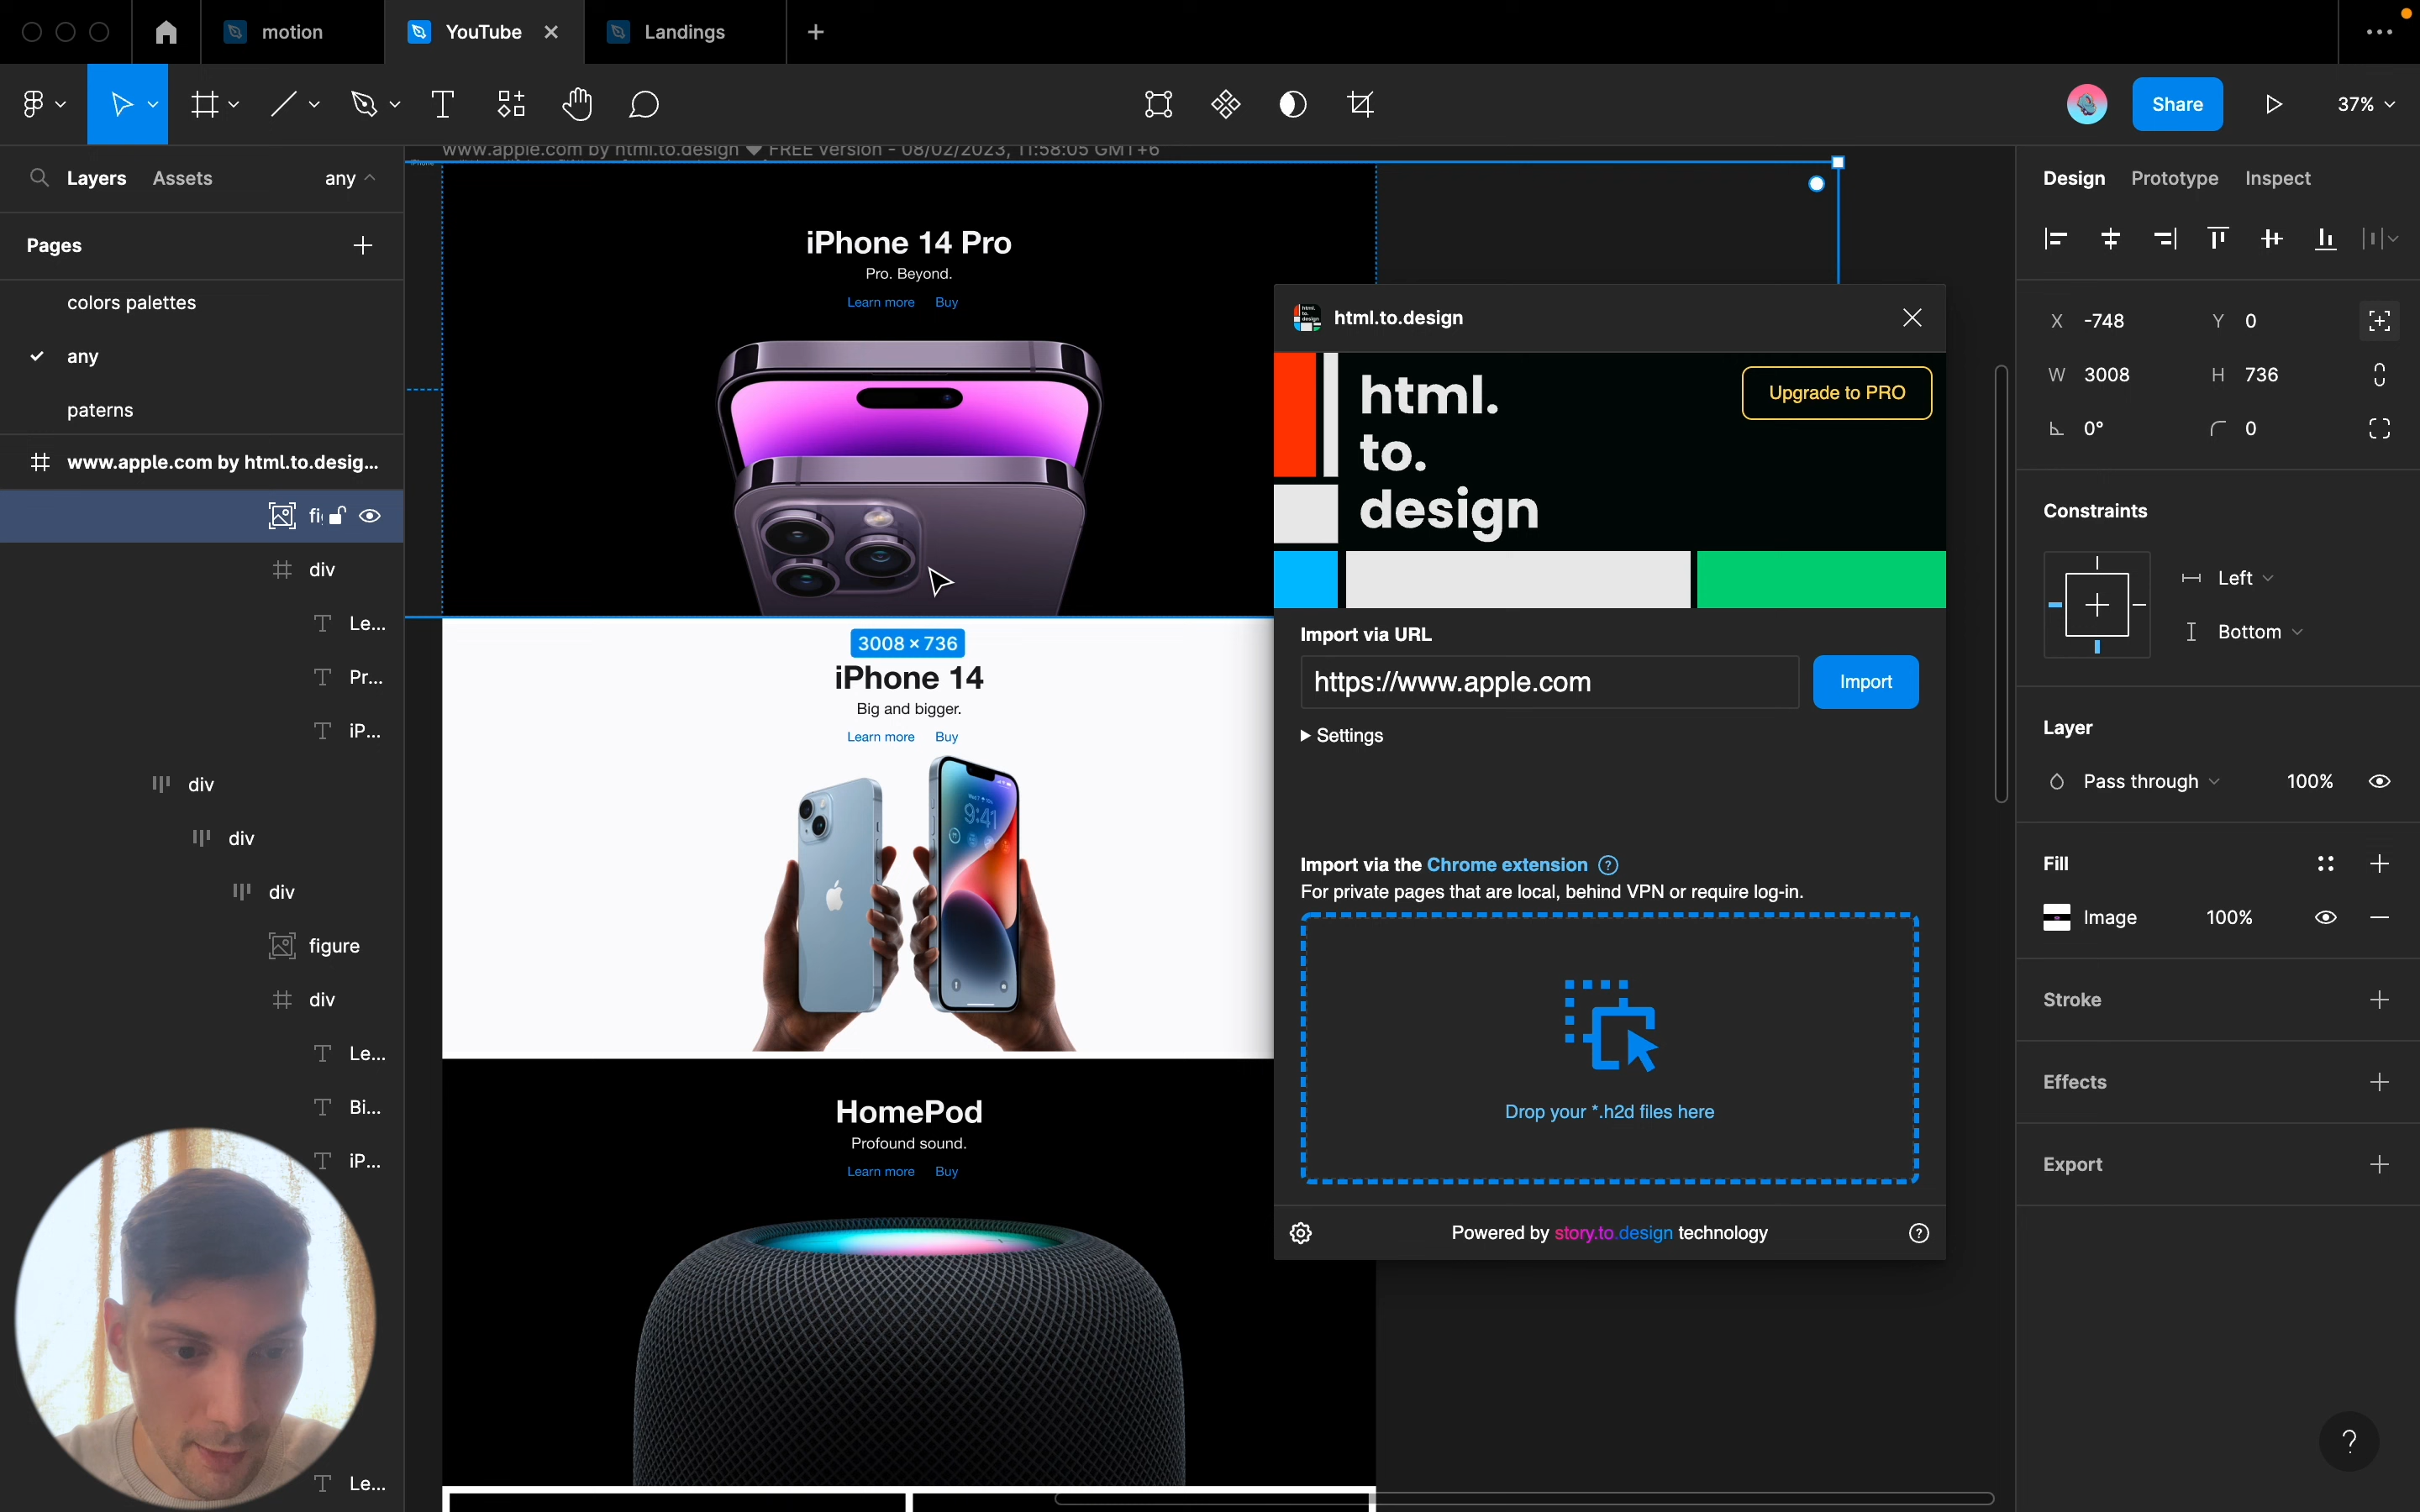 motion
YouTube
Landings
Share
37%
Layers
Assets
any
Pages
colors palettes
any
paterns
www.apple.com by html.to.desig...
fi
div
Le...
Pr...
iP...
div
div
div
figure
div
Le...
Bi...
iP...
Le...
www.apple.com by html.to.design ❤ FREE version - 08/02/2023, 11:58:05 GMT+6
iPhone 14 Pro
Pro. Beyond.
Learn more Buy
3008 × 736
iPhone 14
Big and bigger.
Learn more Buy
9:41
HomePod
Profound sound.
Learn more Buy
html.to.design
html.
to.
design
Upgrade to PRO
Import via URL
https://www.apple.com
Import
Settings
Import via the Chrome extension ?
For private pages that are local, behind VPN or require log-in.
Drop your *.h2d files here
Powered by story.to.design technology
?
Design
Prototype
Inspect
X -748
Y 0
W 3008
H 736
0°
0
Constraints
Left
Bottom
Layer
Pass through
100%
Fill
Image
100%
Stroke
Effects
Export
?